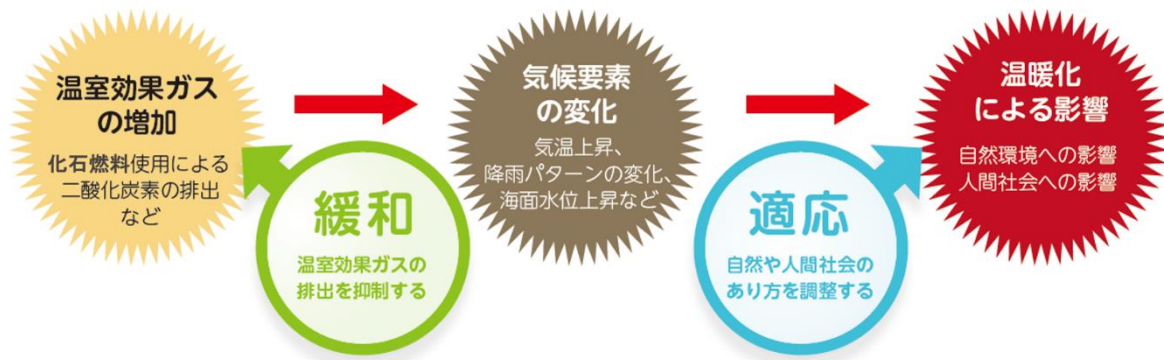 温室効果ガス
の増加
化石燃料使用による
二酸化炭素の排出
など
緩和
温室効果ガスの
排出を抑制する
気候要素
の変化
気温上昇、
降雨パターンの変化、
海面水位上昇など
適応
自然や人間社会の
あり方を調整する
温暖化
による影響
自然環境への影響
人間社会への影響